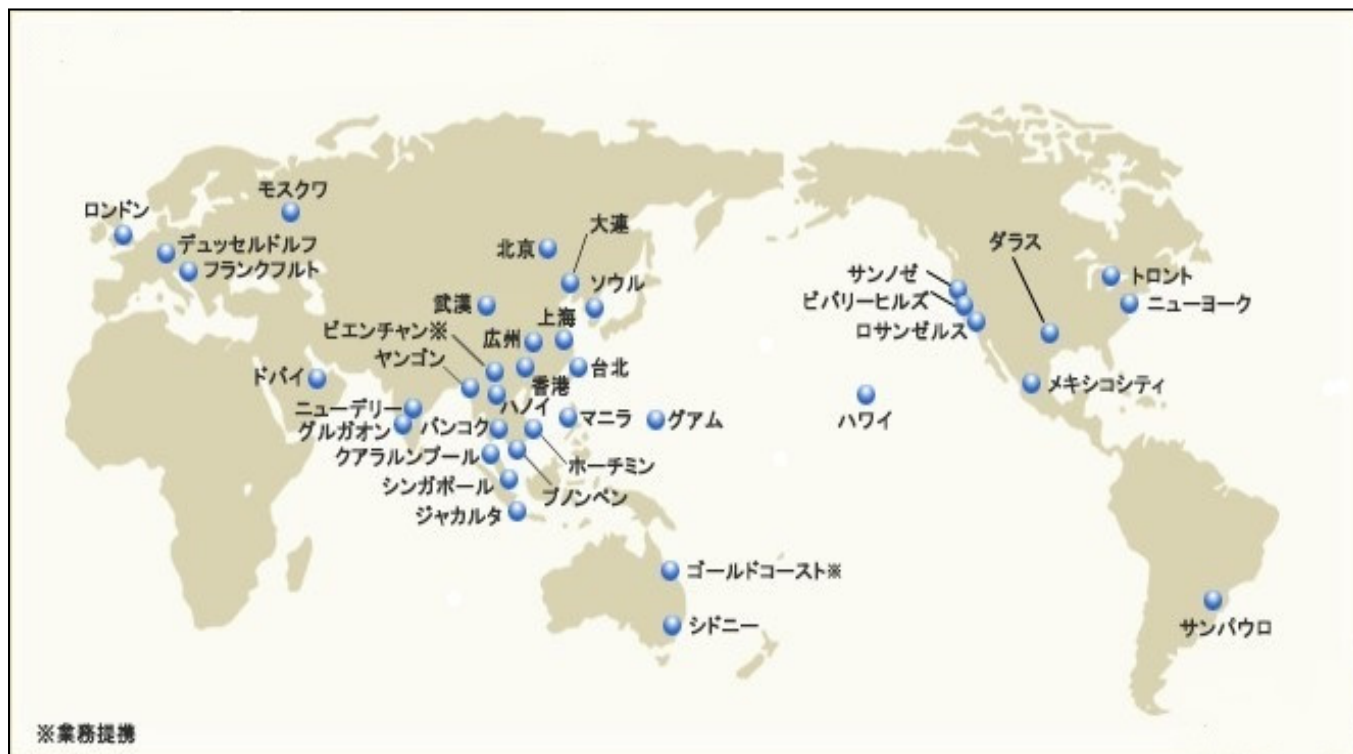 モスクワ
ロンドン
デュッセルドルフ
フランクフルト
北京
大連
ソウル
武漢
上海
ビエンチャン※
広州
ヤンゴン
香港
台北
ドバイ
ハノイ
ニューデリー
グルガオン
バンコク
マニラ
グアム
クアラルンプール
ホーチミン
シンガポール
プノンペン
ジャカルタ
ゴールドコースト※
シドニー
ハワイ
サンノゼ
ビバリーヒルズ
ロサンゼルス
ダラス
トロント
ニューヨーク
メキシコシティ
サンパウロ
※業務提携